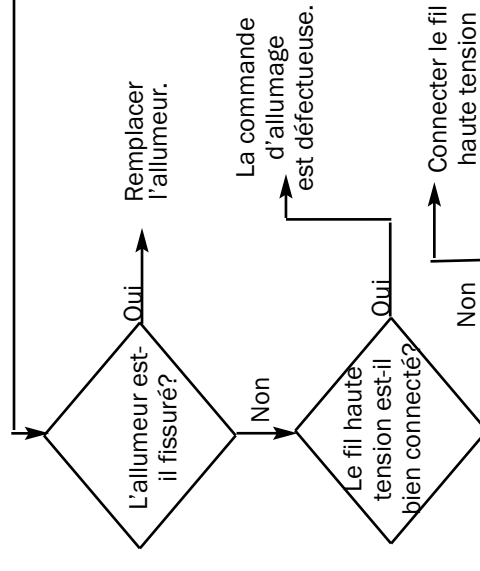 L'allumeur est-
il fissuré?
Oui
Remplacer
l'allumeur.
Non
Le fil haute
tension est-il
bien connecté?
Oui
La commande
d'allumage
est défectueuse.
Non
Connecter le fil
haute tension